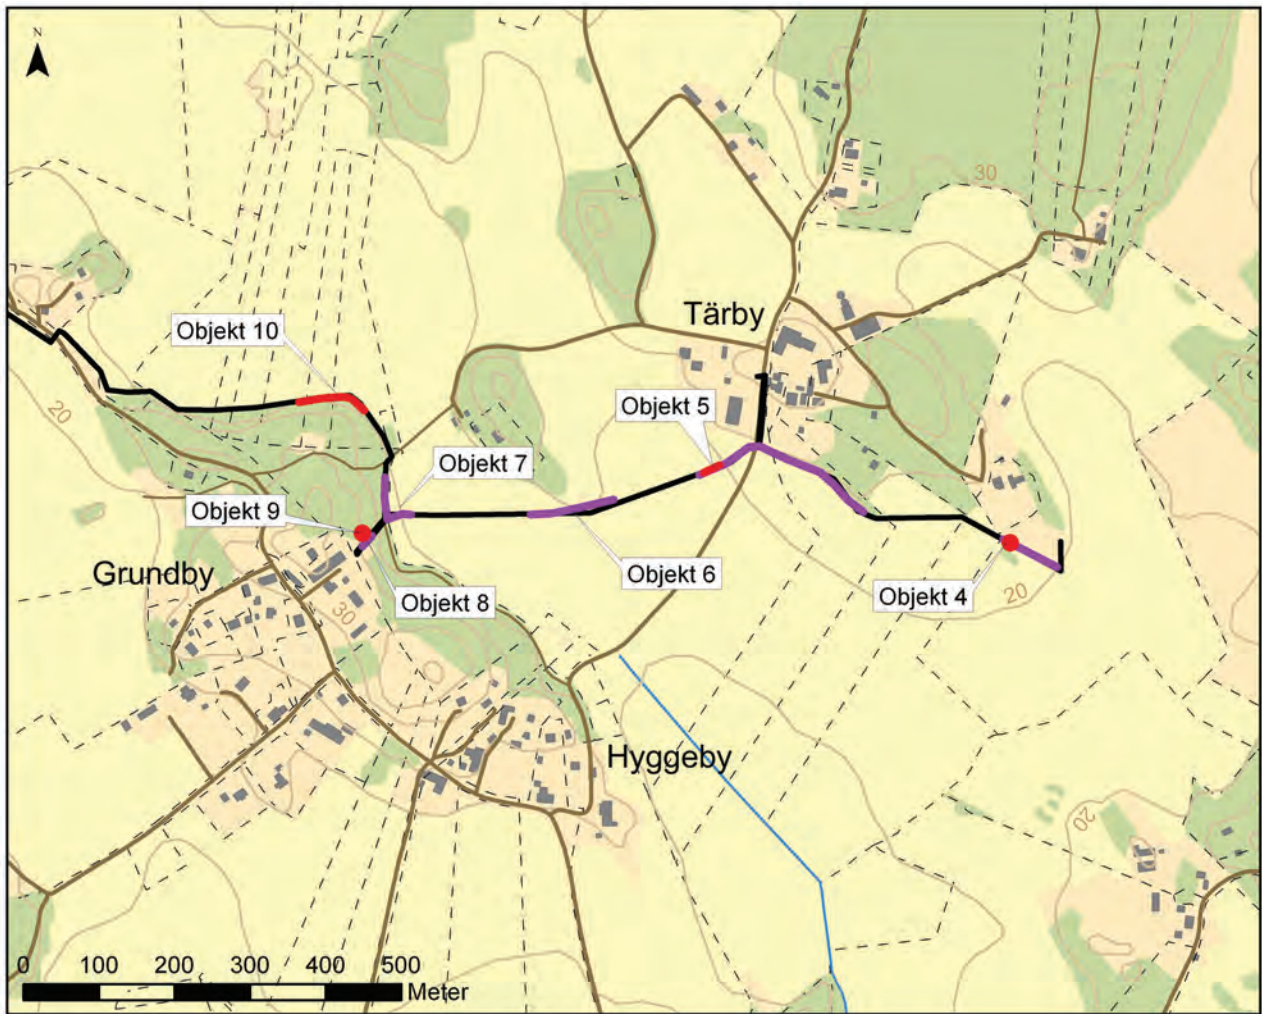 N
30
Tärby
Objekt 10
20
Objekt 5
Objekt 7
Objekt 9
Grundby
Objekt 6
Objekt 4
20
Objekt 8
30
Hyggeby
20
0 100 200 300 400 500
Meter